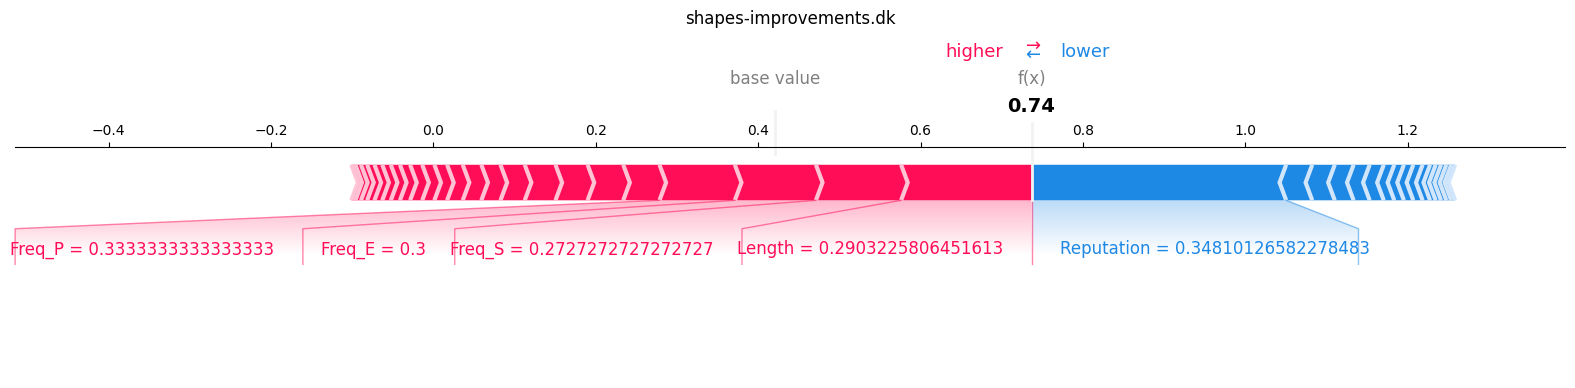 shapes-improvements.dk
higher ⇄ lower
base value f(x)
0.74
−0.4 −0.2 0.0 0.2 0.4 0.6 0.8 1.0 1.2
Freq_P = 0.3333333333333333 Freq_E = 0.3 Freq_S = 0.2727272727272727 Length = 0.2903225806451613 Reputation = 0.34810126582278483